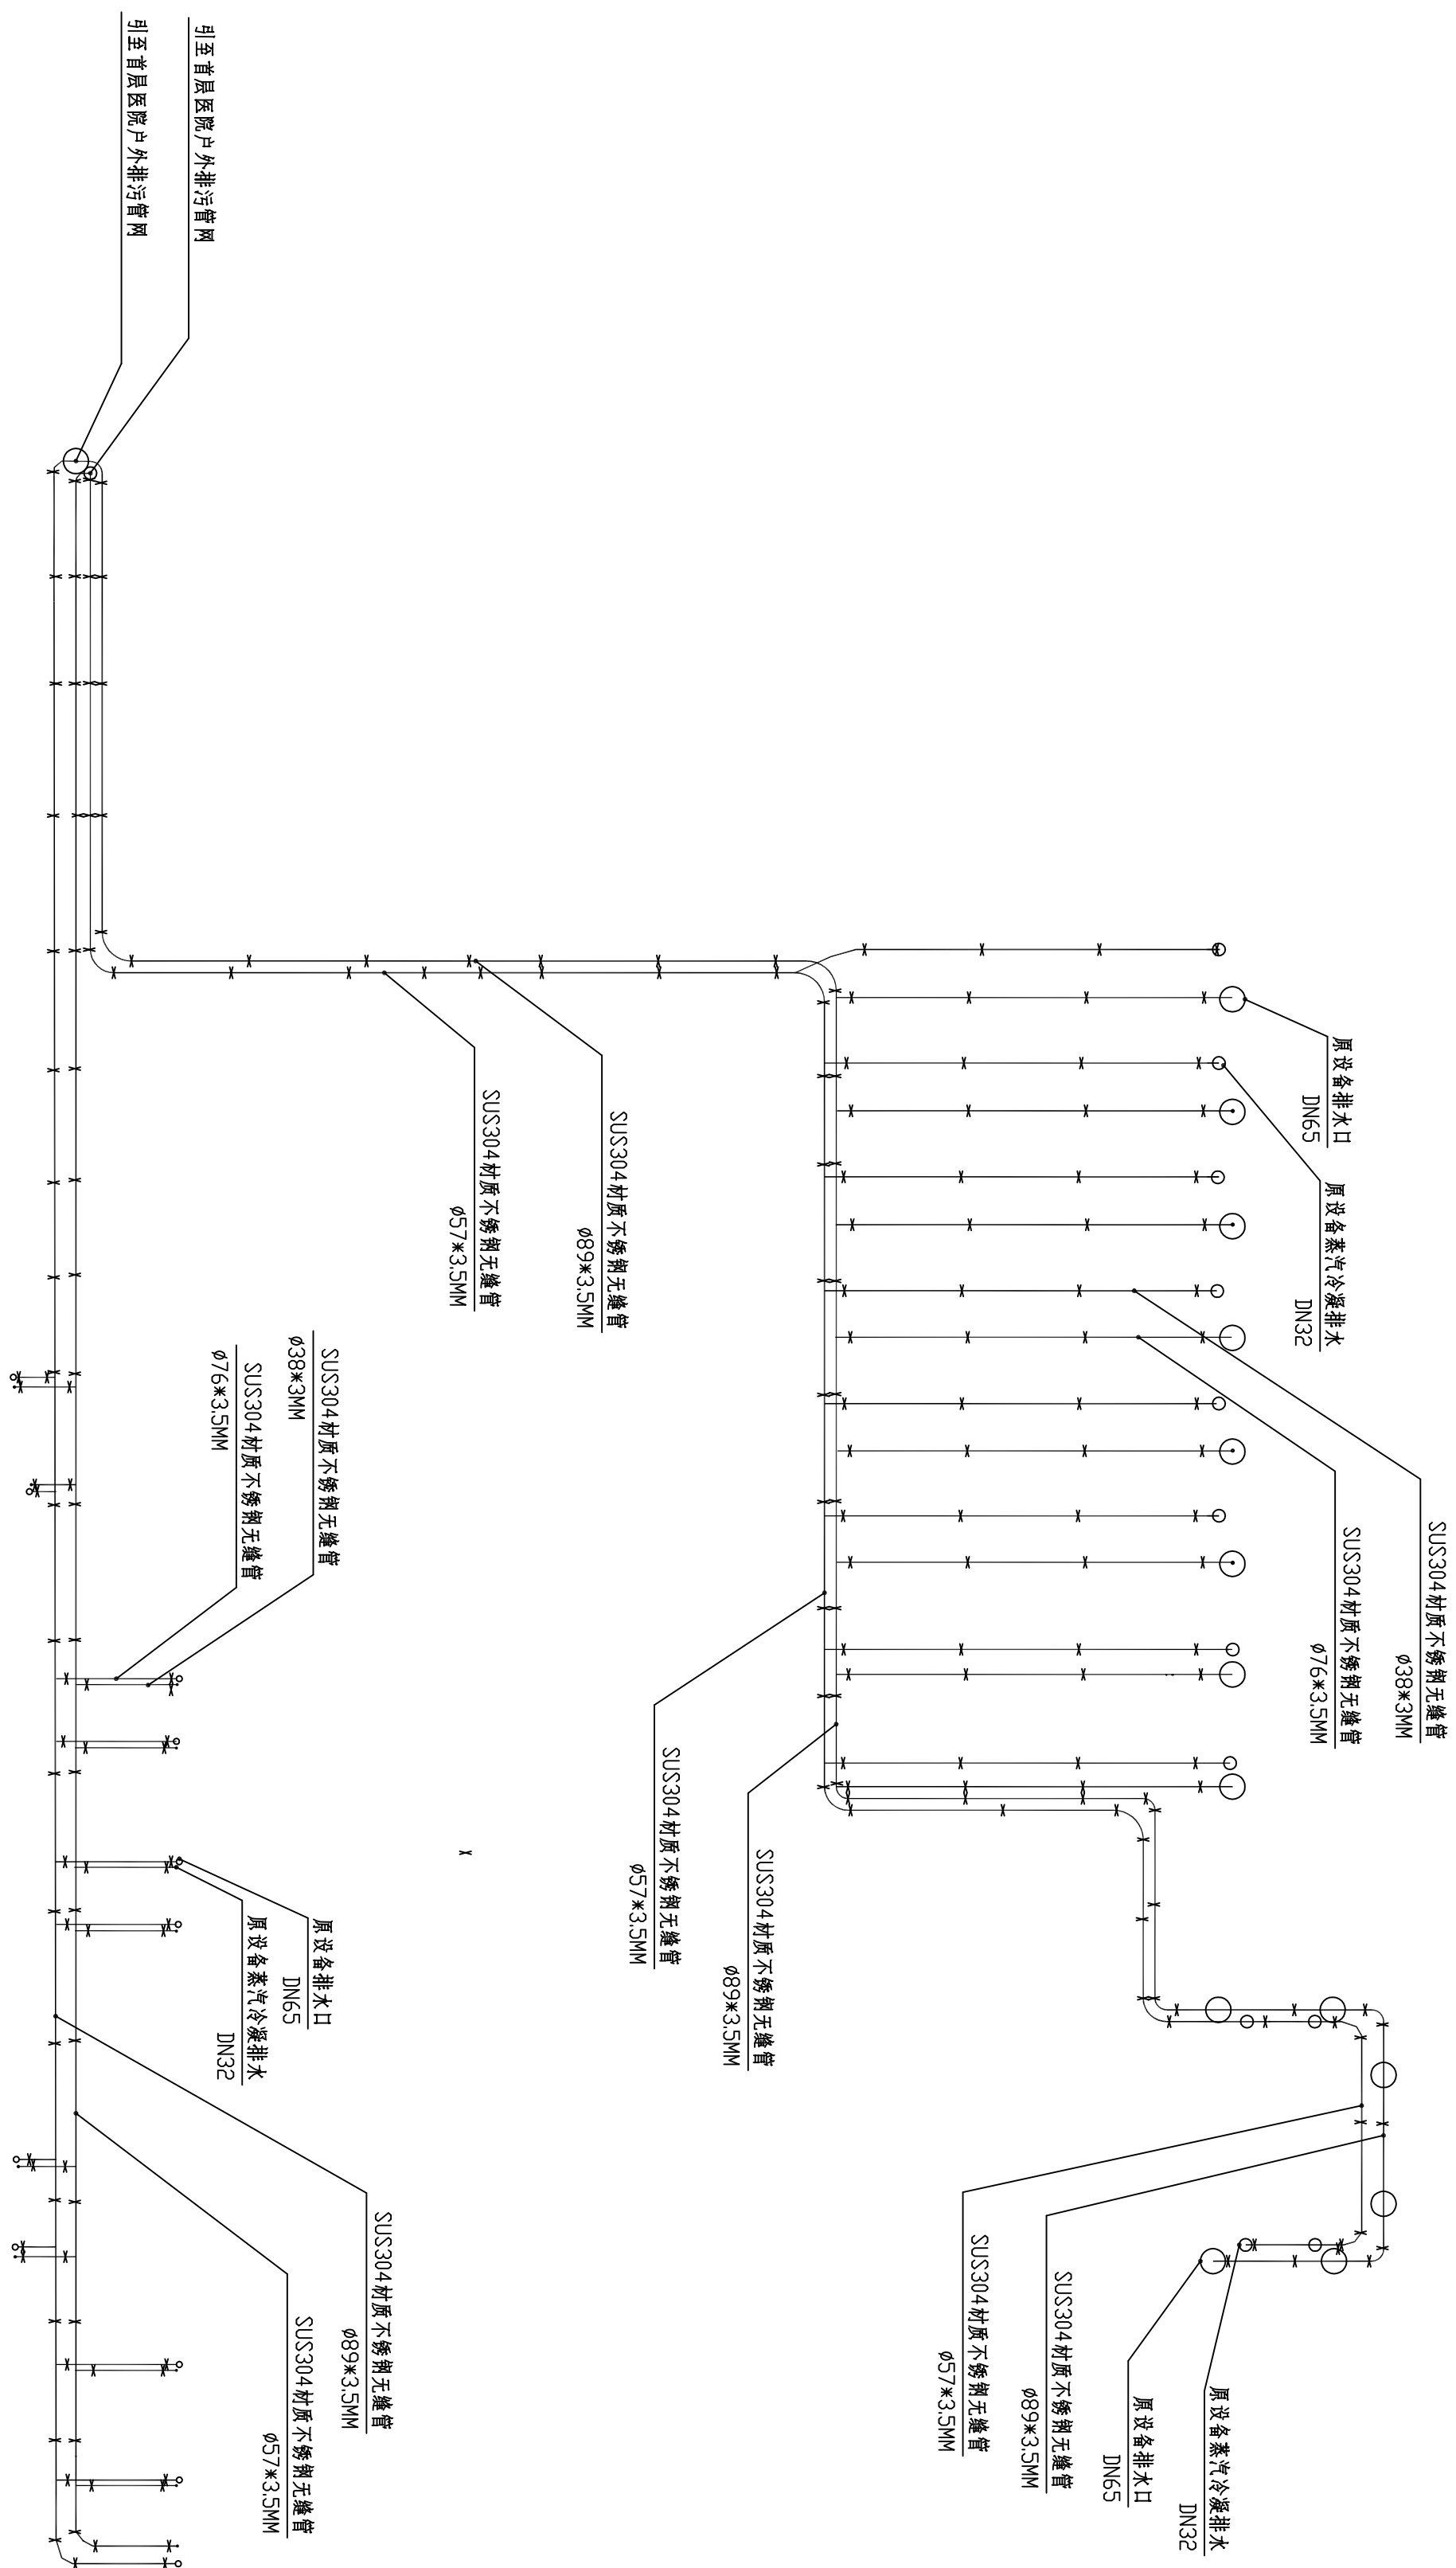 引至首层医院户外排污管网
引至首层医院户外排污管网
原设备排水口
DN65
原设备蒸汽冷凝排水
DN32
SUS304材质不锈钢无缝管
ø38*3MM
SUS304材质不锈钢无缝管
ø76*3.5MM
SUS304材质不锈钢无缝管
ø89*3.5MM
SUS304材质不锈钢无缝管
ø57*3.5MM
SUS304材质不锈钢无缝管
ø38*3MM
SUS304材质不锈钢无缝管
ø76*3.5MM
SUS304材质不锈钢无缝管
ø89*3.5MM
SUS304材质不锈钢无缝管
ø57*3.5MM
原设备排水口
DN65
原设备蒸汽冷凝排水
DN32
SUS304材质不锈钢无缝管
ø57*3.5MM
SUS304材质不锈钢无缝管
ø89*3.5MM
原设备蒸汽冷凝排水
DN32
原设备排水口
DN65
SUS304材质不锈钢无缝管
ø89*3.5MM
SUS304材质不锈钢无缝管
ø57*3.5MM